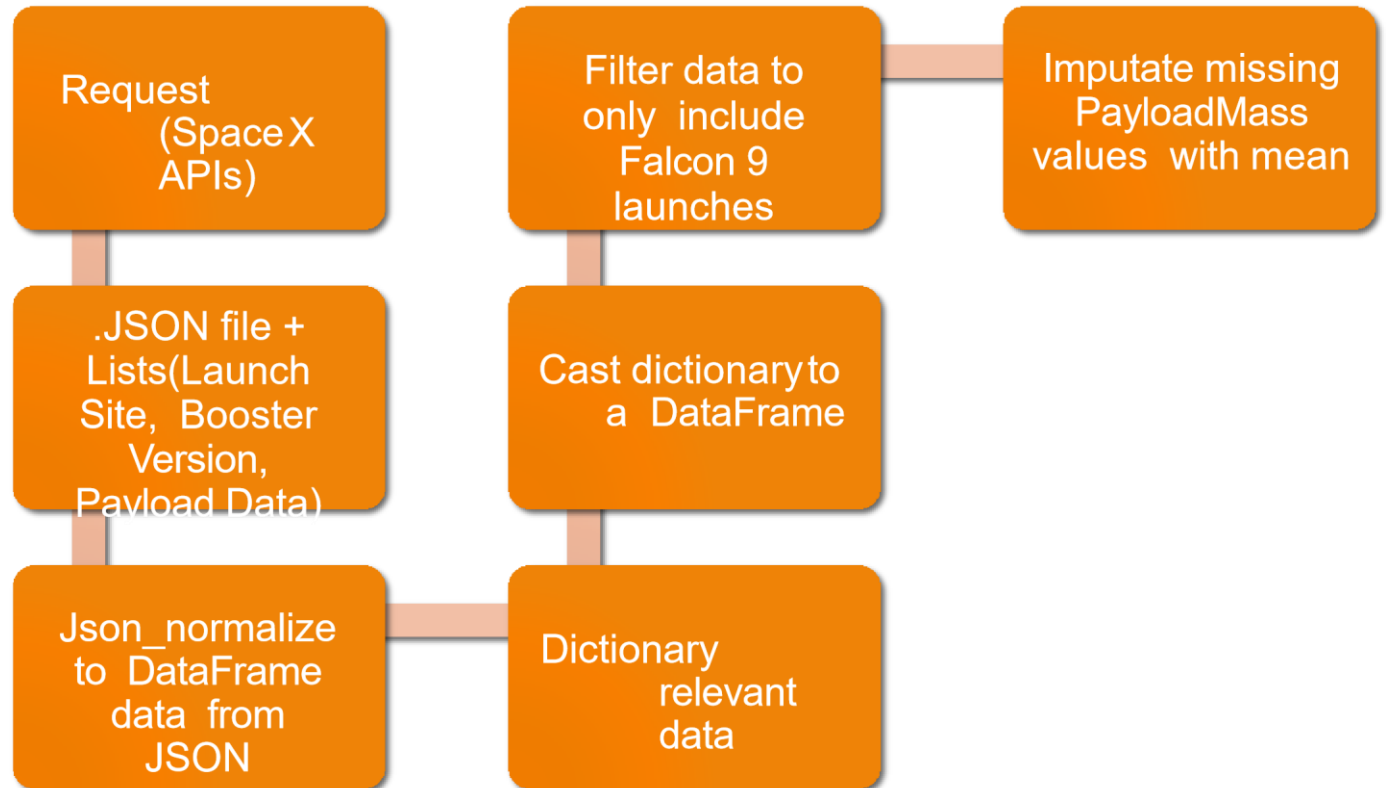 Request
(Space X
APIs)
.JSON file +
Lists(Launch
Site, Booster
Version,
Payload Data)
Json_normalize
to DataFrame
data from
JSON
Dictionary
relevant
data
Cast dictionary to
a DataFrame
Filter data to
only include
Falcon 9
launches
Imputate missing
PayloadMass
values with mean